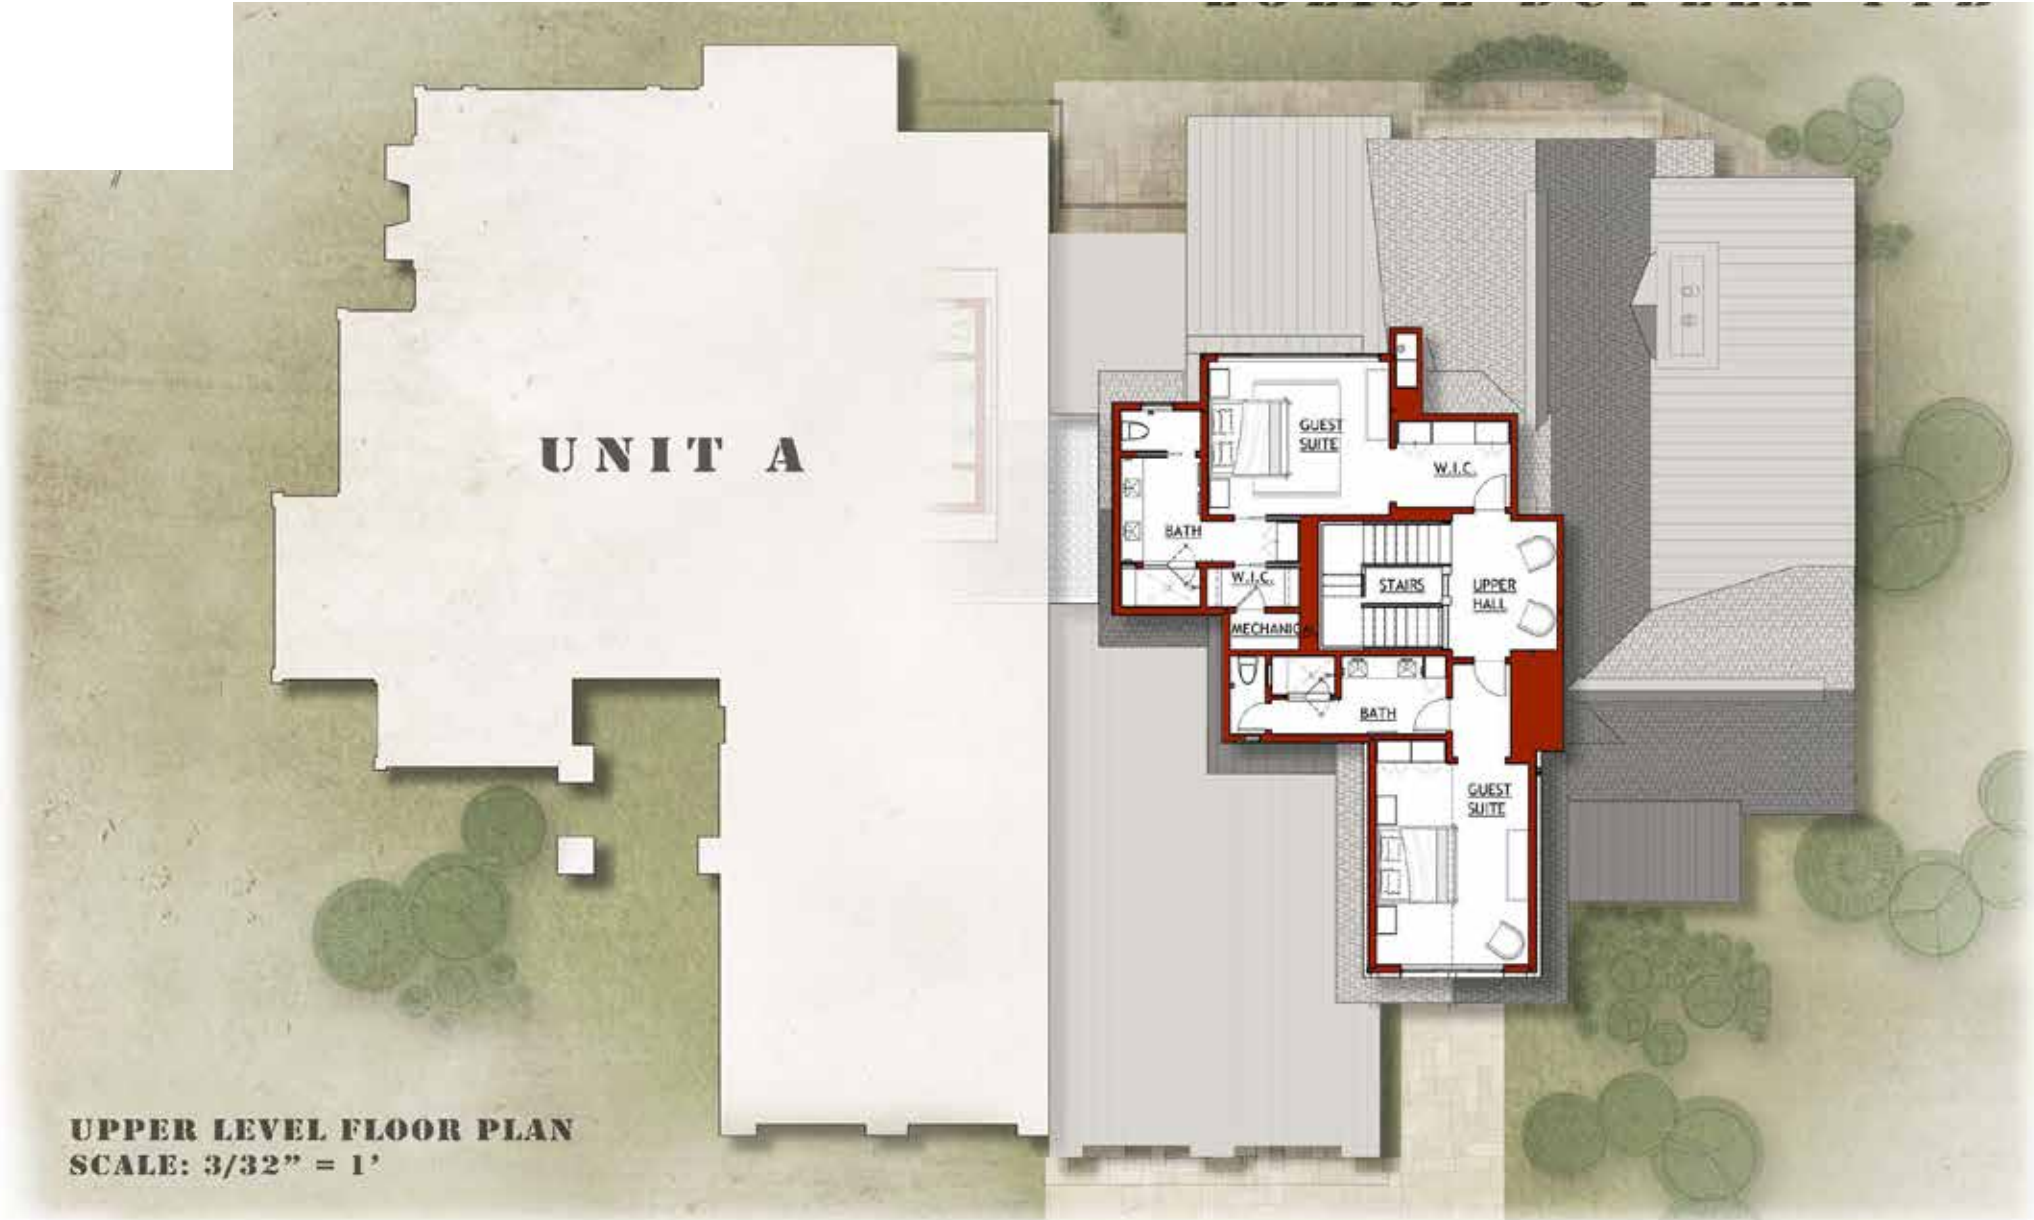 UNIT A
GUEST
SUITE
W.I.C.
BATH
W.I.C.
STAIRS
UPPER
HALL
MECHANICAL
BATH
GUEST
SUITE
UPPER LEVEL FLOOR PLAN
SCALE: 3/32” = 1’